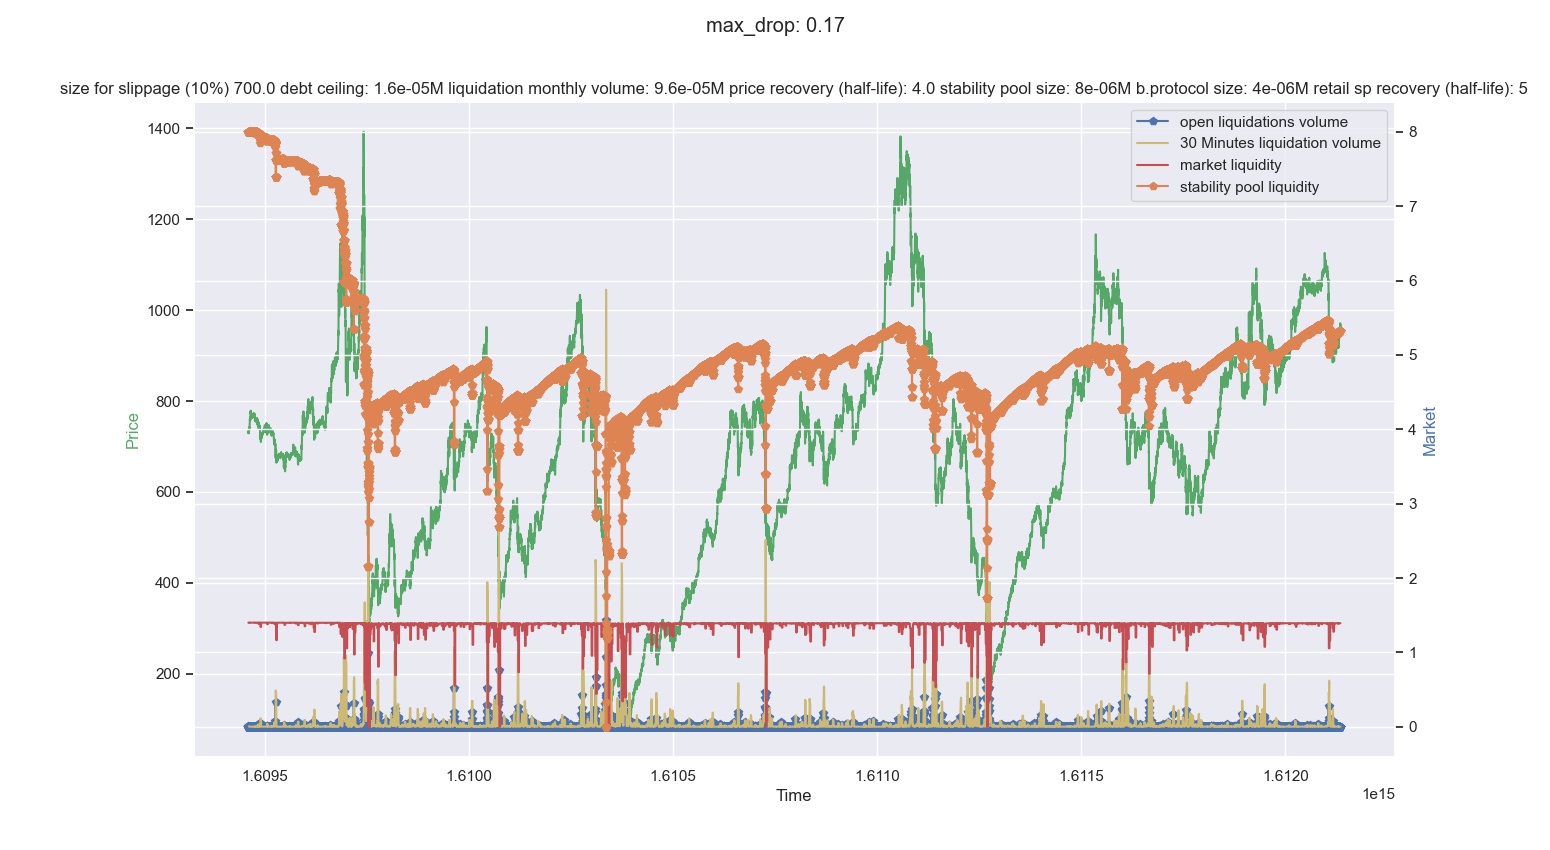 max_drop: 0.17
size for slippage (10%) 700.0 debt ceiling: 1.6e-05M liquidation monthly volume: 9.6e-05M price recovery (half-life): 4.0 stability pool size: 8e-06M b.protocol size: 4e-06M retail sp recovery (half-life): 5
open liquidations volume
30 Minutes liquidation volume
market liquidity
stability pool liquidity
1400
1200
1000
800
600
400
200
Price
8
7
6
5
4
3
2
1
0
Market
1.6095
1.6100
1.6105
1.6110
1.6115
1.6120
Time
1e15